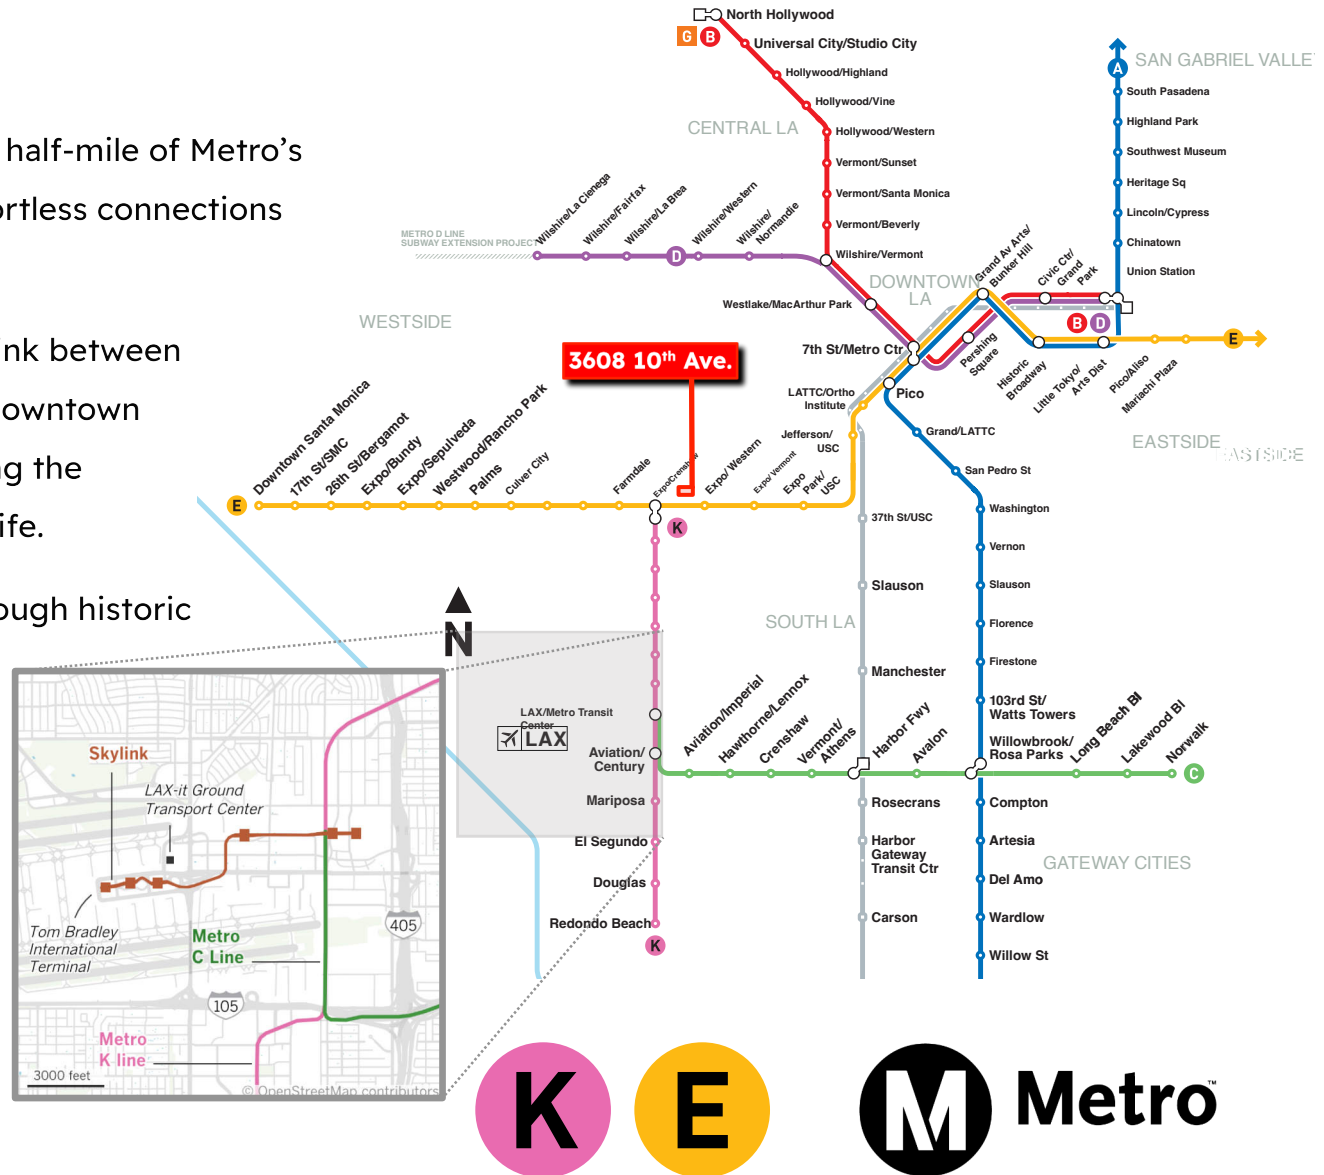 half-mile of Metro's
ortless connections
ink between
owntown
ng the
ife.
ough historic
North Hollywood
G B
Universal City/Studio City
Hollywood/Highland
Hollywood/Vine
Hollywood/Western
Vermont/Sunset
Vermont/Santa Monica
Vermont/Beverly
Wilshire/Vermont
CENTRAL LA
A
SAN GABRIEL VALLE
South Pasadena
Highland Park
Southwest Museum
Heritage Sq
Lincoln/Cypress
Chinatown
Union Station
METRO D LINE
SUBWAY EXTENSION PROJECT
Wilshire/La Cienega
Wilshire/Fairfax
Wilshire/La Brea
D
Wilshire/Western
Wilshire/
Normandie
Westlake/MacArthur Park
DOWNTOWN
LA
Grand Av Arts/
Bunker Hill
Civic Ctr/
Grand
Park
B D
WESTSIDE
3608 10th Ave.
7th St/Metro Ctr
Pershing
Square
Historic
Broadway
Little Tokyo/
Arts Dist
Pico/Aliso
Mariachi Plaza
E
LATTC/Ortho
Institute
Pico
Jefferson/
USC
Grand/LATTC
San Pedro St
EASTSIDE
EASTSIDE
E
Downtown Santa Monica
17th St/SMC
26th St/Bergamot
Expo/Bundy
Expo/Sepulveda
Westwood/Rancho Park
Palms
Culver City
Farmdale
Expo/Crenshaw
Expo/ Western
Expo/ Vermont
Expo
Park/
USC
K
37th St/USC
Slauson
Manchester
SOUTH LA
Washington
Vernon
Slauson
Florence
Firestone
103rd St/
Watts Towers
Willowbrook/
Rosa Parks
N
LAX/Metro Transit
Center
LAX
Aviation/
Century
Mariposa
El Segundo
Douglas
Redondo Beach
K
Aviation/Imperial
Hawthorne/Lennox
Crenshaw
Vermont/
Athens
Harbor Fwy
Avalon
Long Beach Bl
Lakewood Bl
Norwalk
C
Rosecrans
Harbor
Gateway
Transit Ctr
Carson
Compton
Artesia
GATEWAY CITIES
Del Amo
Wardlow
Willow St
Skylink
LAX-it Ground
Transport Center
Tom Bradley
International
Terminal
Metro
C Line
405
105
Metro
K line
3000 feet
© OpenStreetMap contributors
K E M Metro™